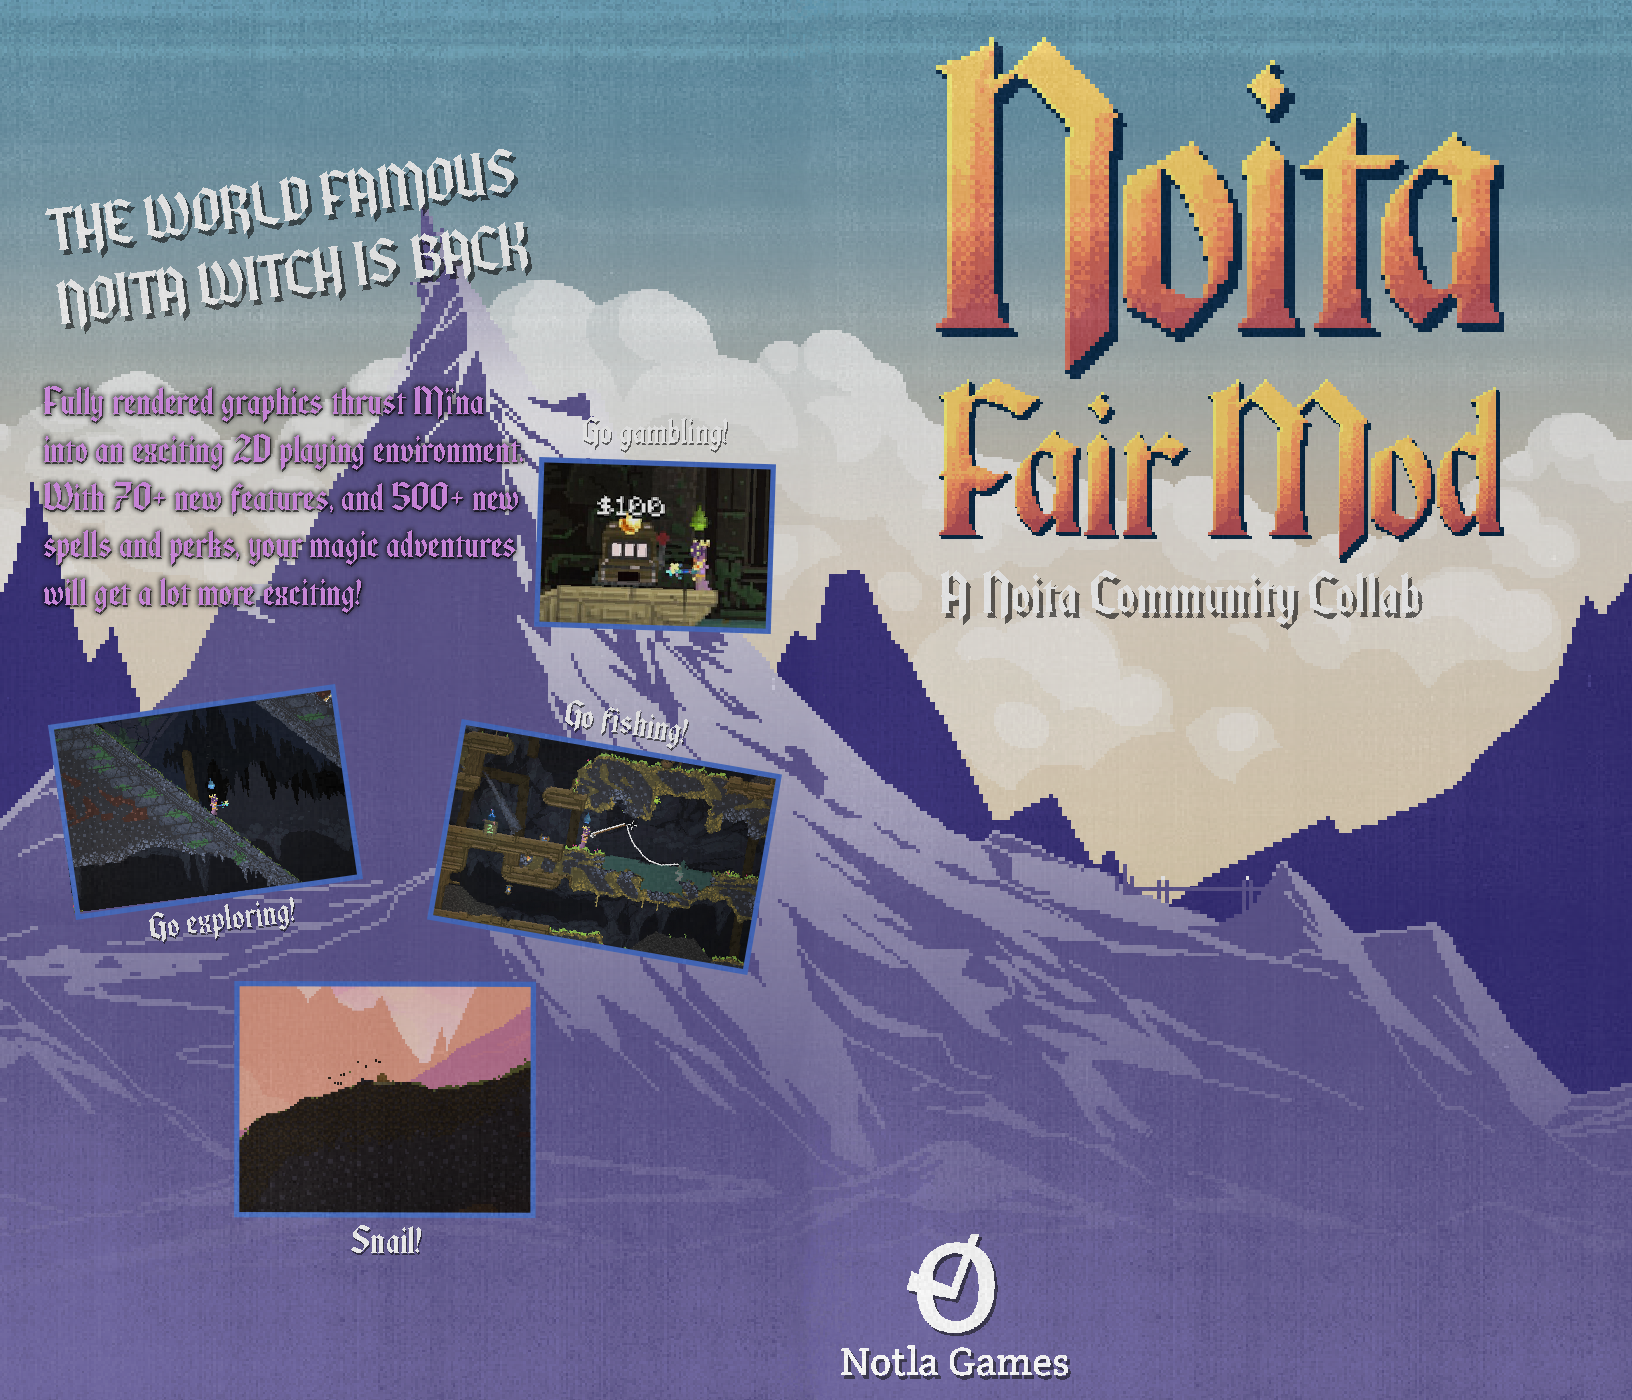 THE WORLD FAMOUS
NOITA WITCH IS BACK
Fully rendered graphics thrust Mïna
into an exciting 2D playing environment.
With 70+ new features, and 500+ new
spells and perks, your magic adventures
will get a lot more exciting!
Go gambling!
$100
Go exploring!
Go fishing!
2
Snail!
Noita
Fair Mod
A Noita Community Collab
Notla Games